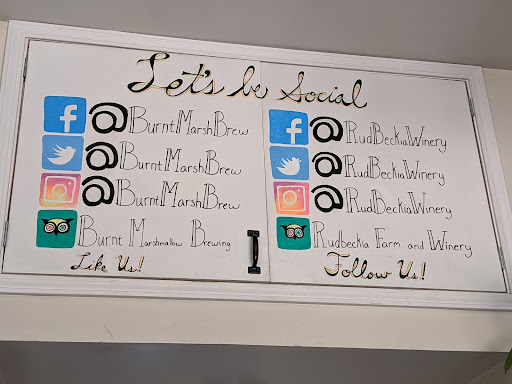 Let's be Social
@BurntMarshBrew
@BurntMarshBrew
@BurntMarshBrew
Burnt Marshmallow Brewing
Like Us!
@RudBeckiaWinery
@RudBeckiaWinery
@RudBeckiaWinery
Rudbeckia Farm and Winery
Follow Us!